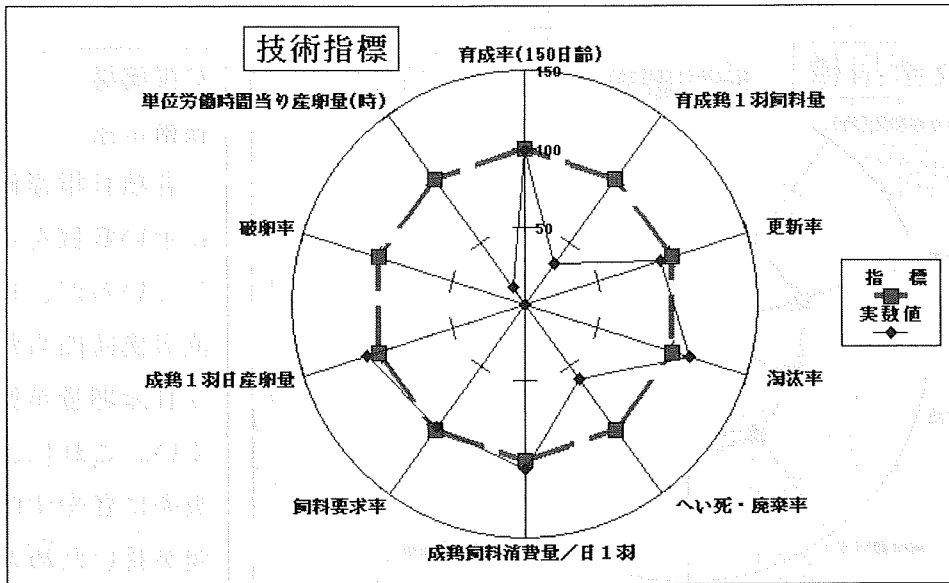 技術指標
育成率(150日齢)
150
単位労働時間当り産卵量(時)
育成鶏1羽飼料量
100
破卵率
50
更新率
0
指 標
実数値
成鶏1羽日産卵量
淘汰率
飼料要求率
へい死・廃棄率
成鶏飼料消費量/日1羽